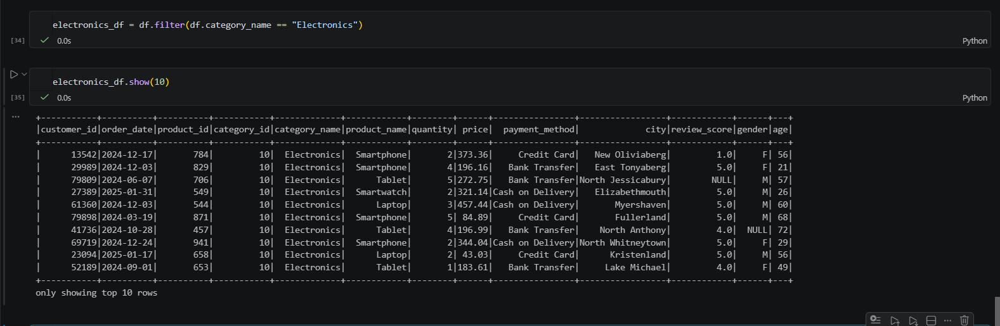 electronics_df = df.filter(df.category_name == "Electronics")
[34] 0.0s Python
electronics_df.show(10)
[35] 0.0s Python
...
+-----------+----------+----------+-----------+-------------+------------+--------+------+----------------+-----------------+------------+------+---+
|customer_id|order_date|product_id|category_id|category_name|product_name|quantity| price|  payment_method|             city|review_score|gender|age|
+-----------+----------+----------+-----------+-------------+------------+--------+------+----------------+-----------------+------------+------+---+
|      13542|2024-12-17|       784|         10|  Electronics|  Smartphone|       2|373.36|     Credit Card|   New Oliviaberg|         1.0|     F| 56|
|      29989|2024-12-03|       829|         10|  Electronics|  Smartphone|       4|196.16|   Bank Transfer|   East Tonyaberg|         5.0|     F| 21|
|      79809|2024-06-07|       706|         10|  Electronics|      Tablet|       5|272.75|   Bank Transfer|North Jessicabury|        NULL|     M| 57|
|      27389|2025-01-31|       549|         10|  Electronics|  Smartwatch|       2|321.14|Cash on Delivery|   Elizabethmouth|         5.0|     M| 26|
|      61360|2024-12-03|       544|         10|  Electronics|      Laptop|       3|457.44|Cash on Delivery|       Myershaven|         5.0|     M| 60|
|      79898|2024-03-19|       871|         10|  Electronics|  Smartphone|       5| 84.89|     Credit Card|       Fullerland|         5.0|     M| 68|
|      41736|2024-10-28|       457|         10|  Electronics|      Tablet|       4|196.99|   Bank Transfer|    North Anthony|         4.0|  NULL| 72|
|      69719|2024-12-24|       941|         10|  Electronics|  Smartphone|       2|344.04|Cash on Delivery|North Whitneytown|         5.0|     F| 29|
|      23094|2025-01-17|       658|         10|  Electronics|      Laptop|       2| 43.03|     Credit Card|      Kristenland|         5.0|     M| 56|
|      52189|2024-09-01|       653|         10|  Electronics|      Tablet|       1|183.61|   Bank Transfer|     Lake Michael|         4.0|     F| 49|
+-----------+----------+----------+-----------+-------------+------------+--------+------+----------------+-----------------+------------+------+---+
only showing top 10 rows